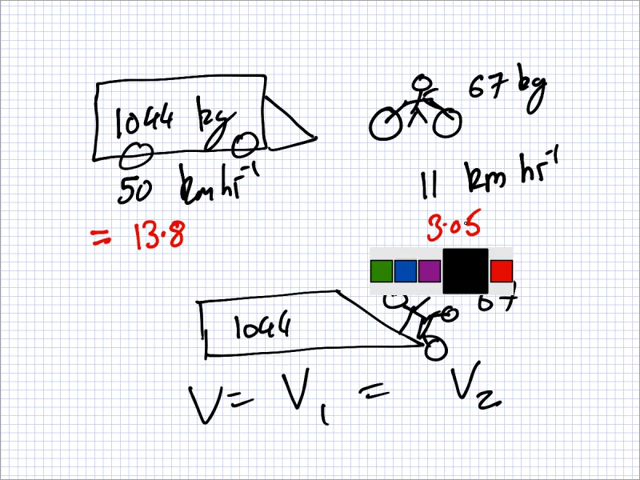 1044 kg
67 kg
50 km hr⁻¹
11 km hr⁻¹
= 13.8
3.05
1044
67
V = V₁ = V₂